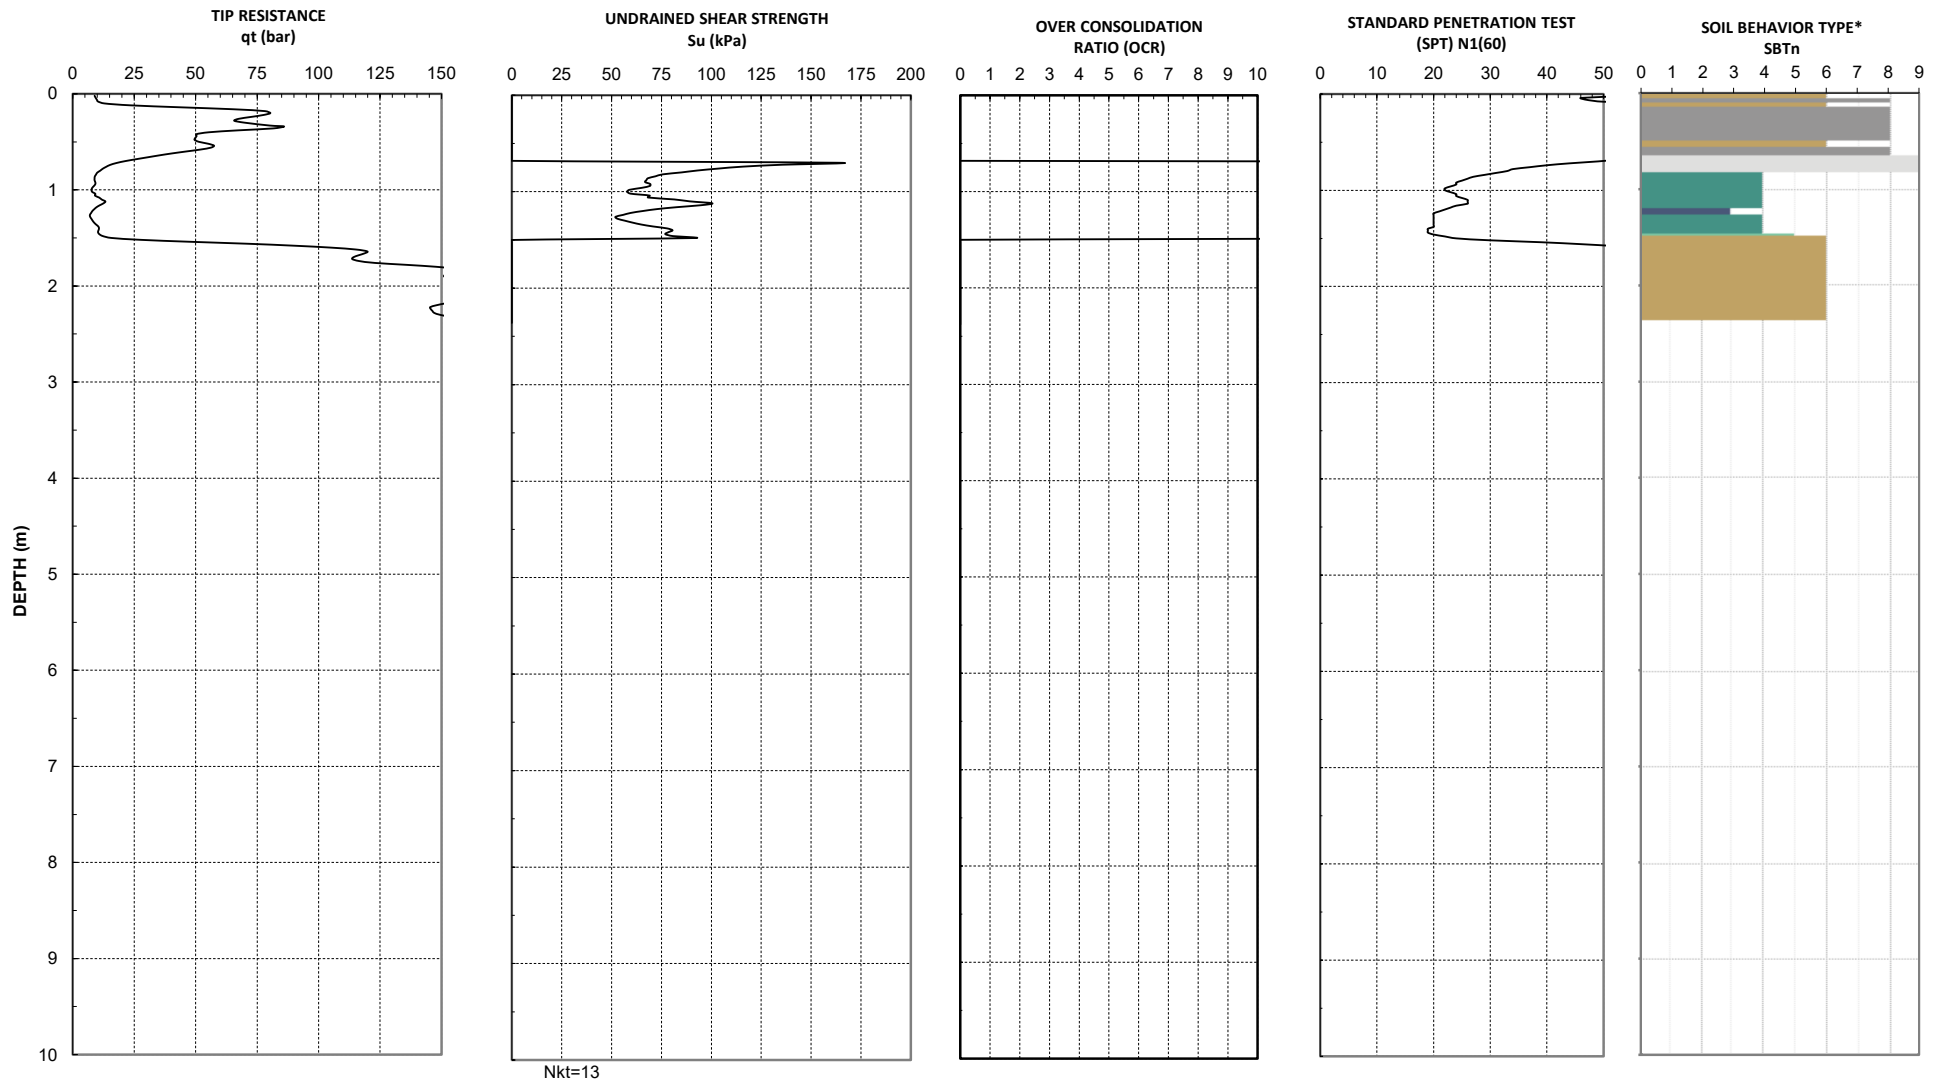 TIP RESISTANCE
qt (bar)
UNDRAINED SHEAR STRENGTH
Su (kPa)
OVER CONSOLIDATION
RATIO (OCR)
STANDARD PENETRATION TEST
(SPT) N1(60)
SOIL BEHAVIOR TYPE*
SBTn
0 25 50 75 100 125 150
0 25 50 75 100 125 150 175 200
0 1 2 3 4 5 6 7 8 9 10
0 10 20 30 40 50
0 1 2 3 4 5 6 7 8 9
0
1
2
3
4
5
6
7
8
9
10
DEPTH (m)
Nkt=13